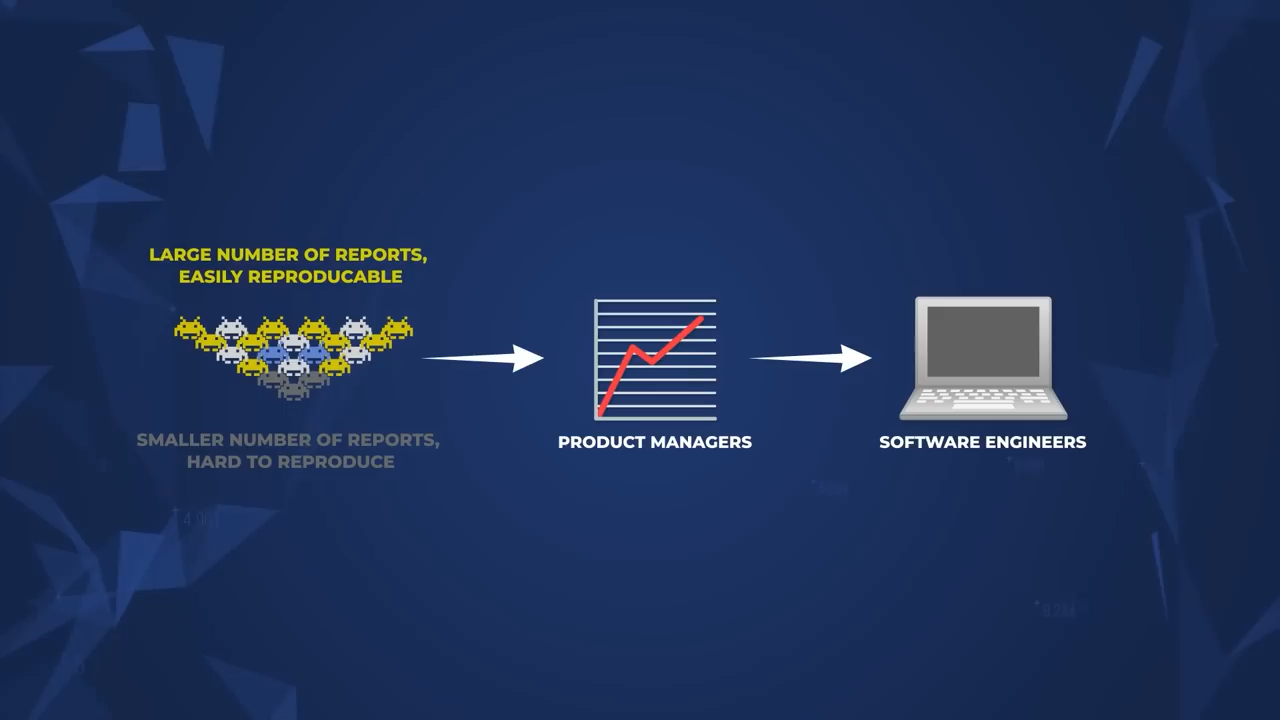 LARGE NUMBER OF REPORTS,
EASILY REPRODUCABLE
SMALLER NUMBER OF REPORTS,
HARD TO REPRODUCE
PRODUCT MANAGERS
SOFTWARE ENGINEERS